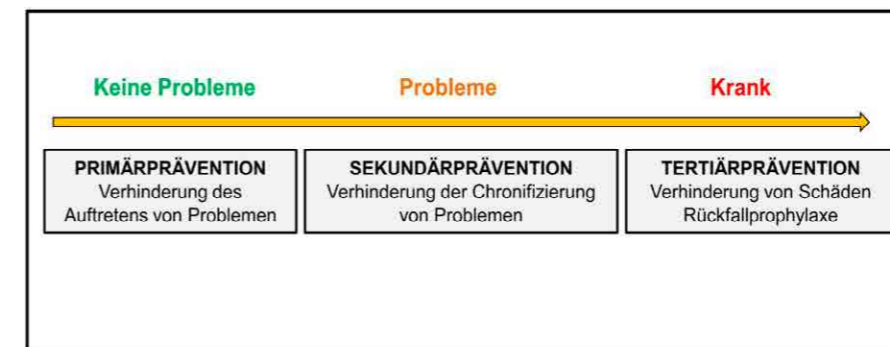 Keine Probleme
Probleme
Krank
PRIMÄRPRÄVENTION
Verhinderung des
Auftretens von Problemen
SEKUNDÄRPRÄVENTION
Verhinderung der Chronifizierung
von Problemen
TERTIÄRPRÄVENTION
Verhinderung von Schäden
Rückfallprophylaxe